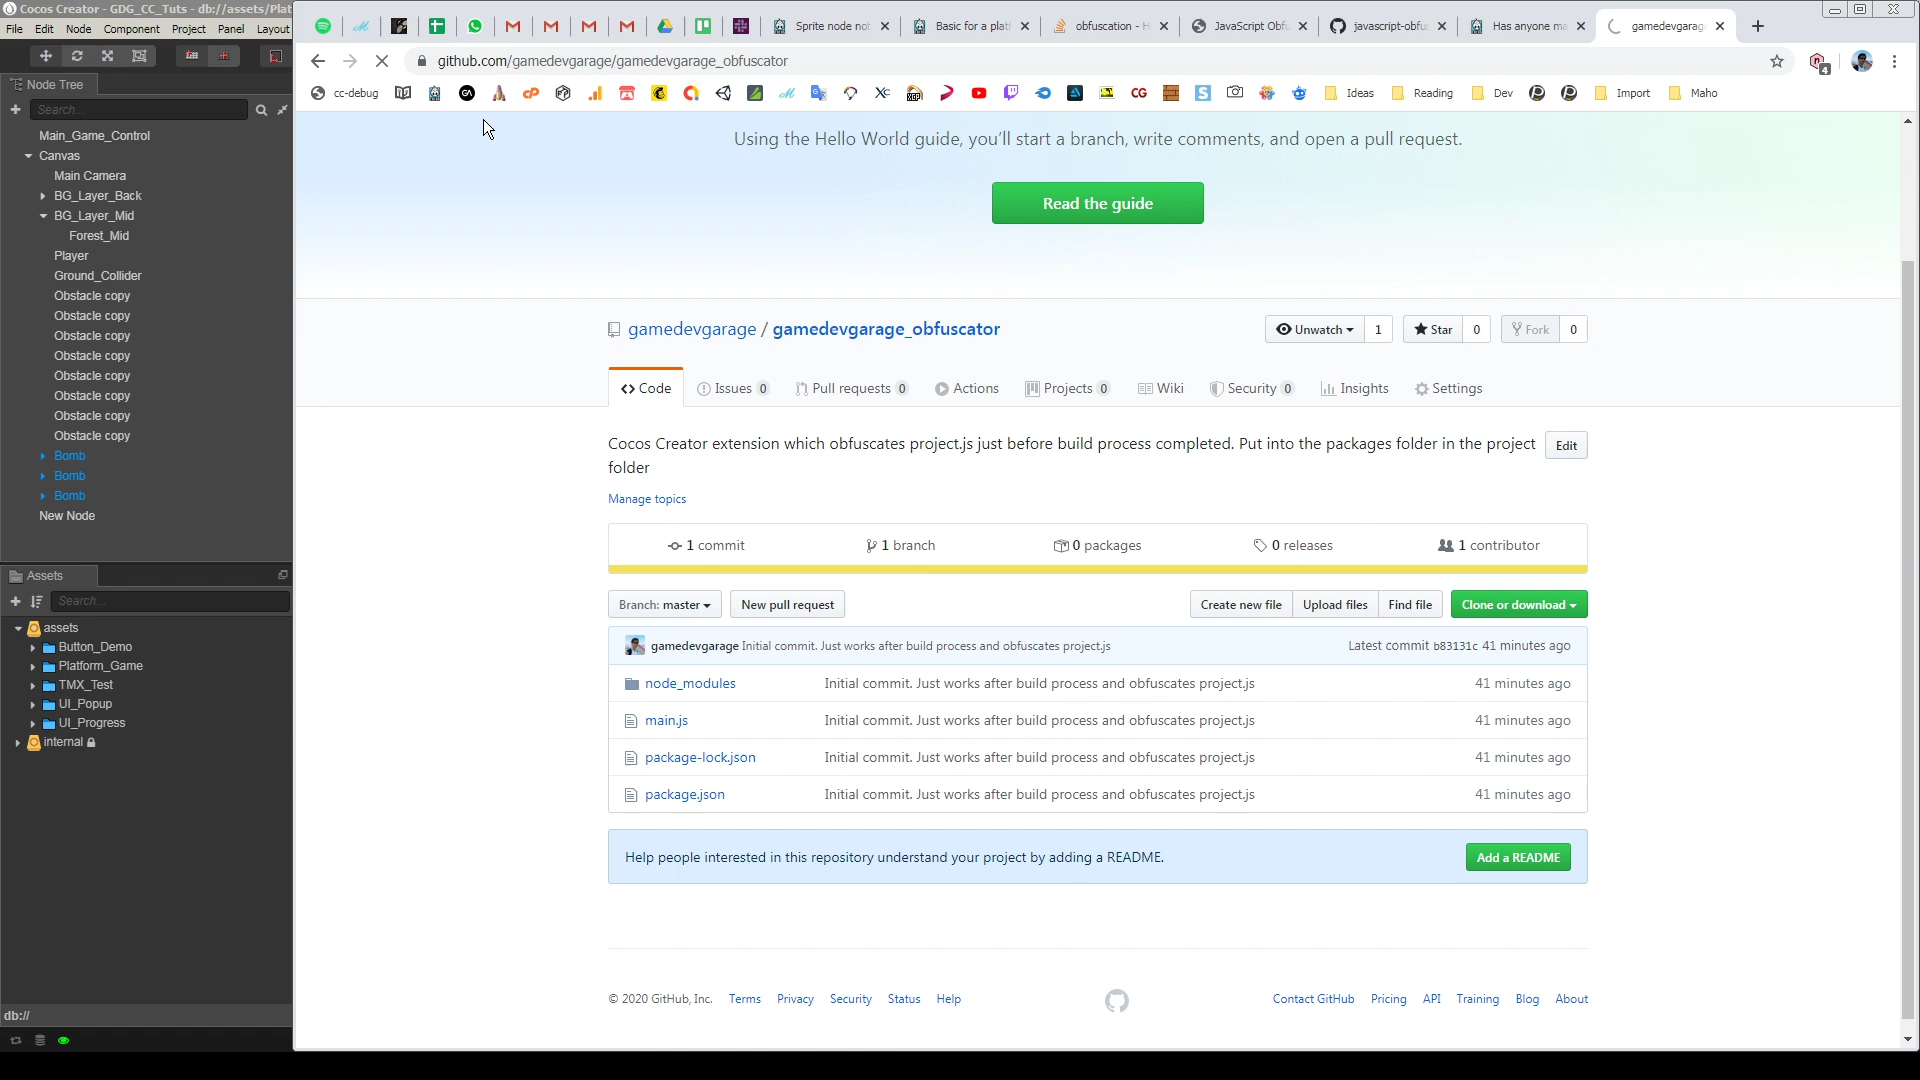 Cocos Creator - GDG_CC_Tuts - db://assets/Plat
File Edit Node Component Project Panel Layout
Node Tree
Search...
Main_Game_Control
Canvas
Main Camera
BG_Layer_Back
BG_Layer_Mid
Forest_Mid
Player
Ground_Collider
Obstacle copy
Obstacle copy
Obstacle copy
Obstacle copy
Obstacle copy
Obstacle copy
Obstacle copy
Obstacle copy
Bomb
Bomb
Bomb
New Node
Assets
Search...
assets
Button_Demo
Platform_Game
TMX_Test
UI_Popup
UI_Progress
internal
db://
Sprite node not
Basic for a plat
obfuscation - H
JavaScript Obfu
javascript-obfus
Has anyone ma
gamedevgarag
github.com/gamedevgarage/gamedevgarage_obfuscator
4
cc-debug
CG
Ideas
Reading
Dev
Import
Maho
Using the Hello World guide, you'll start a branch, write comments, and open a pull request.
Read the guide
gamedevgarage / gamedevgarage_obfuscator
Unwatch 1
Star 0
Fork 0
Code
Issues 0
Pull requests 0
Actions
Projects 0
Wiki
Security 0
Insights
Settings
Cocos Creator extension which obfuscates project.js just before build process completed. Put into the packages folder in the project
folder
Edit
Manage topics
1 commit
1 branch
0 packages
0 releases
1 contributor
Branch: master
New pull request
Create new file
Upload files
Find file
Clone or download
gamedevgarage Initial commit. Just works after build process and obfuscates project.js
Latest commit b83131c 41 minutes ago
node_modules Initial commit. Just works after build process and obfuscates project.js 41 minutes ago
main.js Initial commit. Just works after build process and obfuscates project.js 41 minutes ago
package-lock.json Initial commit. Just works after build process and obfuscates project.js 41 minutes ago
package.json Initial commit. Just works after build process and obfuscates project.js 41 minutes ago
Help people interested in this repository understand your project by adding a README.
Add a README
© 2020 GitHub, Inc. Terms Privacy Security Status Help
Contact GitHub Pricing API Training Blog About